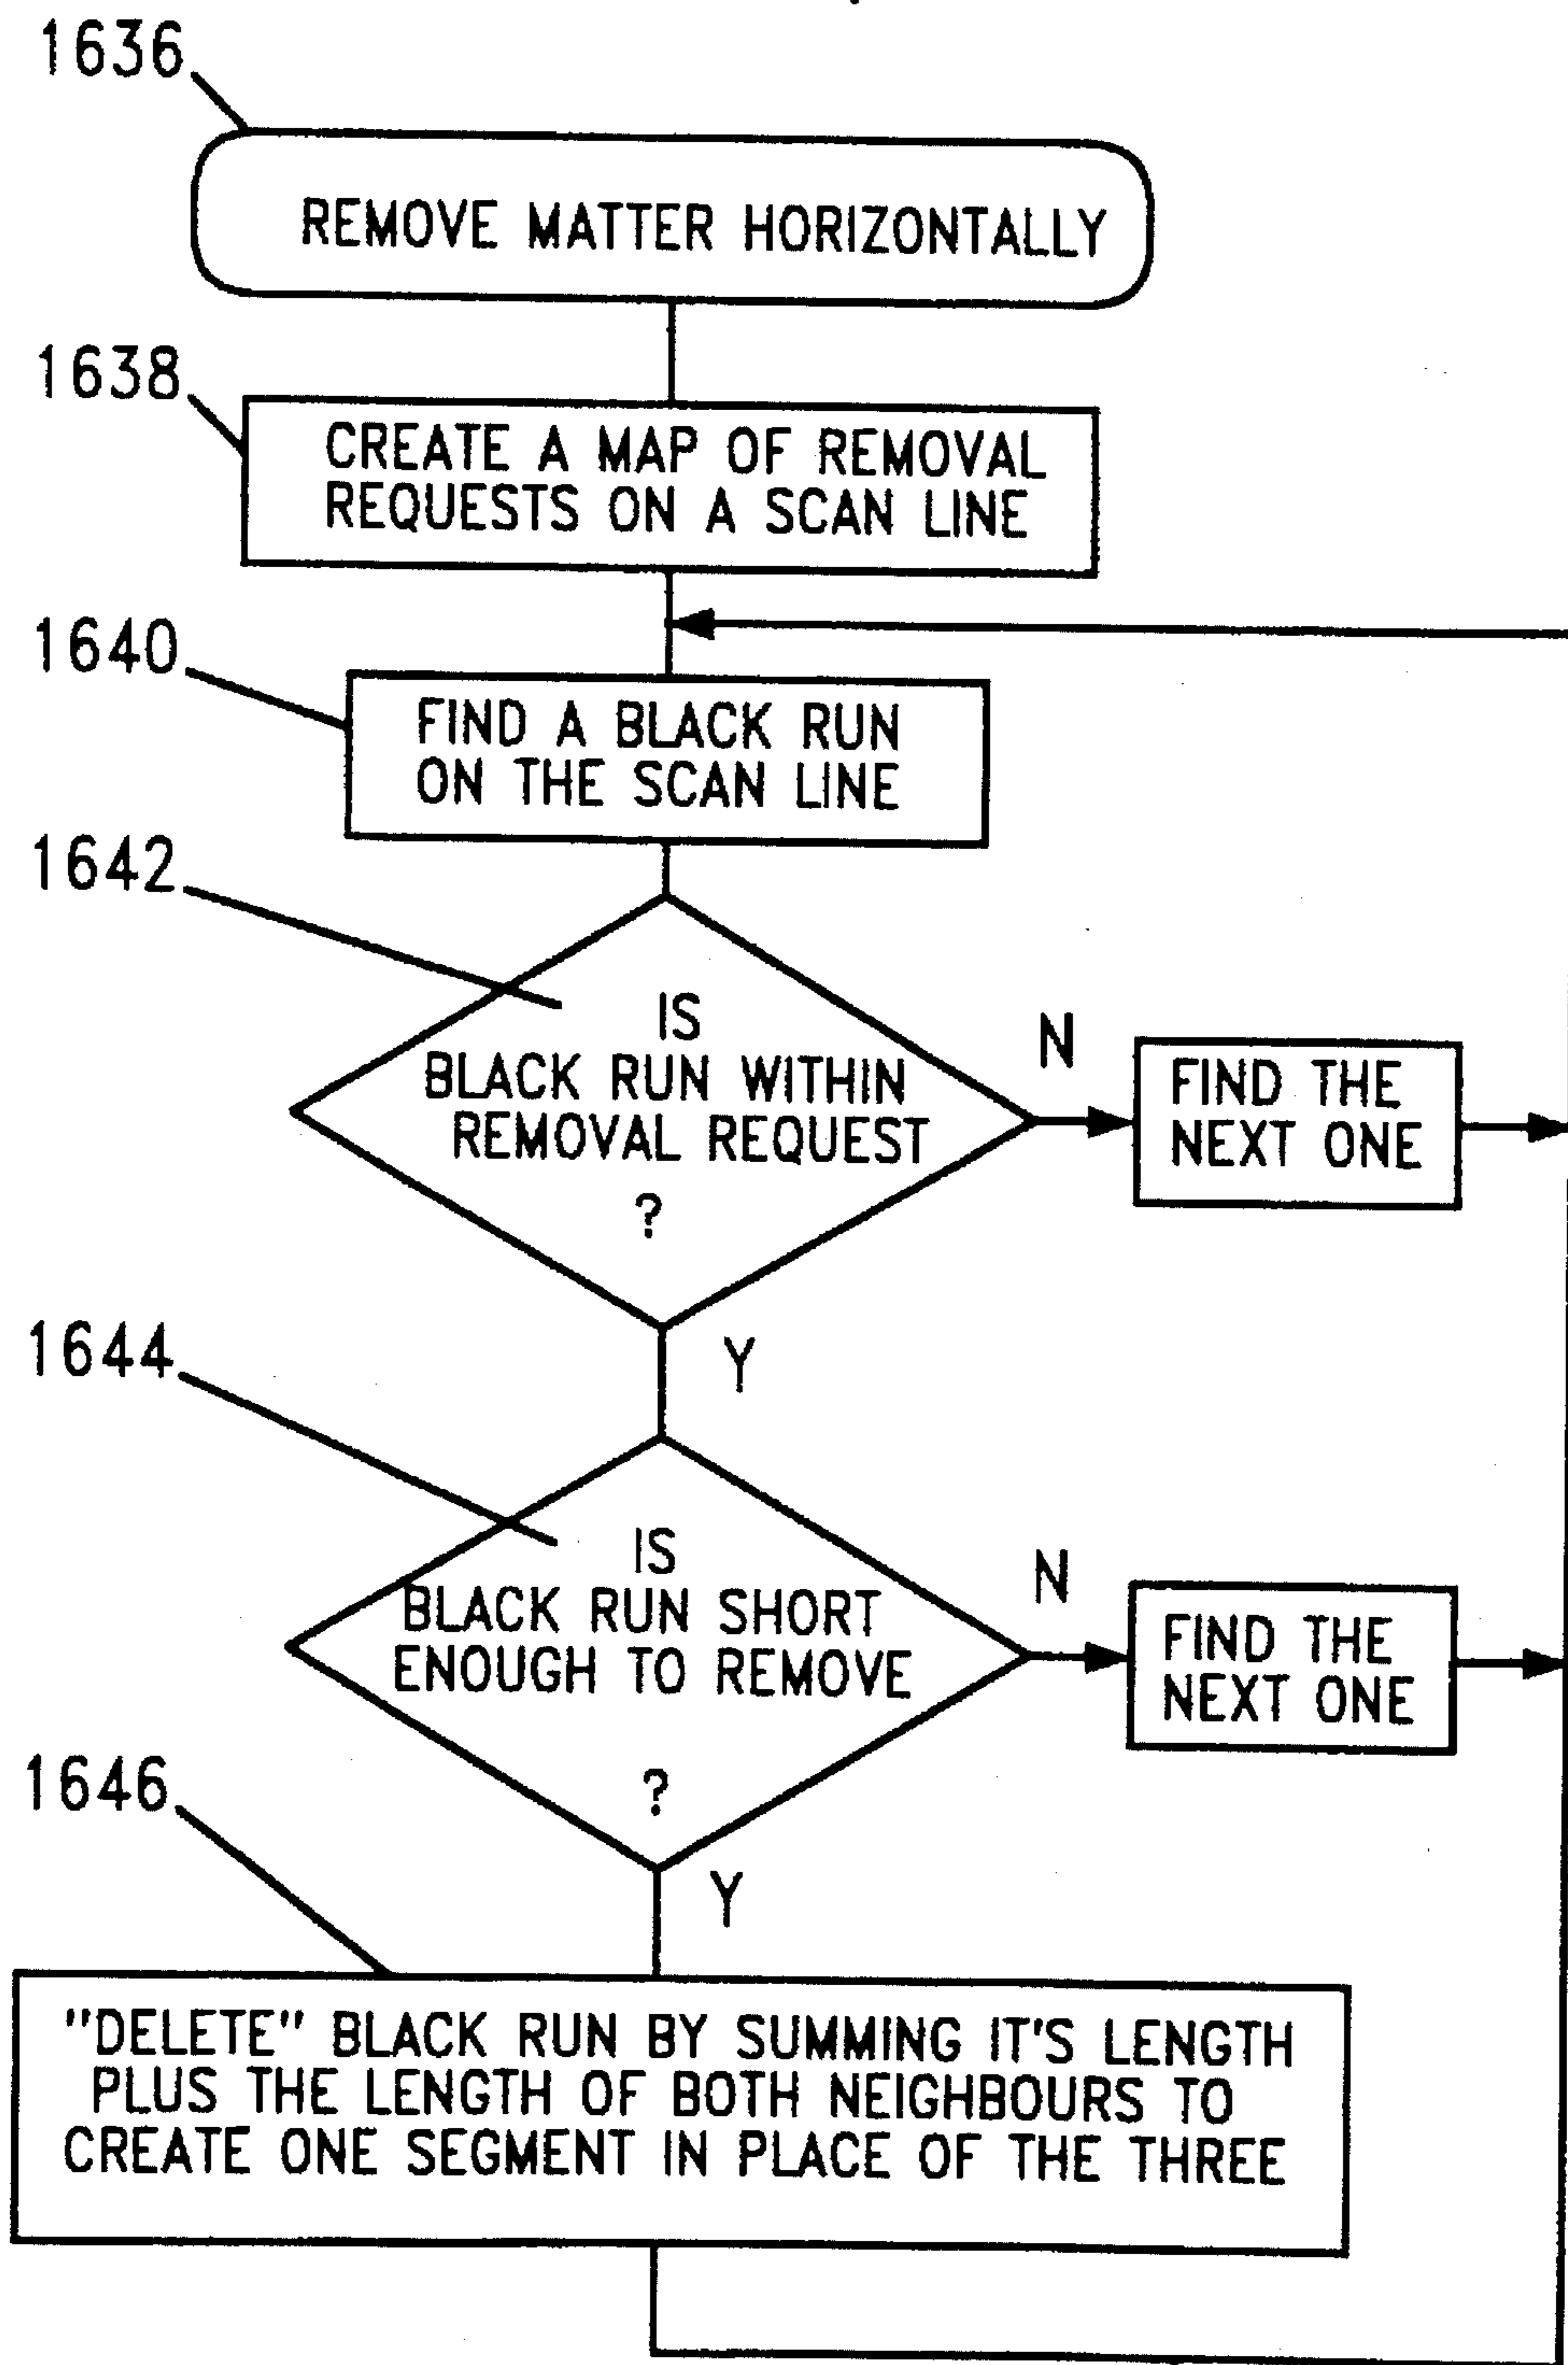 1636
REMOVE MATTER HORIZONTALLY
1638
CREATE A MAP OF REMOVAL
REQUESTS ON A SCAN LINE
1640
FIND A BLACK RUN
ON THE SCAN LINE
1642
IS
BLACK RUN WITHIN
REMOVAL REQUEST
?
N
FIND THE
NEXT ONE
Y
1644
IS
BLACK RUN SHORT
ENOUGH TO REMOVE
?
N
FIND THE
NEXT ONE
Y
1646
"DELETE" BLACK RUN BY SUMMING IT'S LENGTH
PLUS THE LENGTH OF BOTH NEIGHBOURS TO
CREATE ONE SEGMENT IN PLACE OF THE THREE